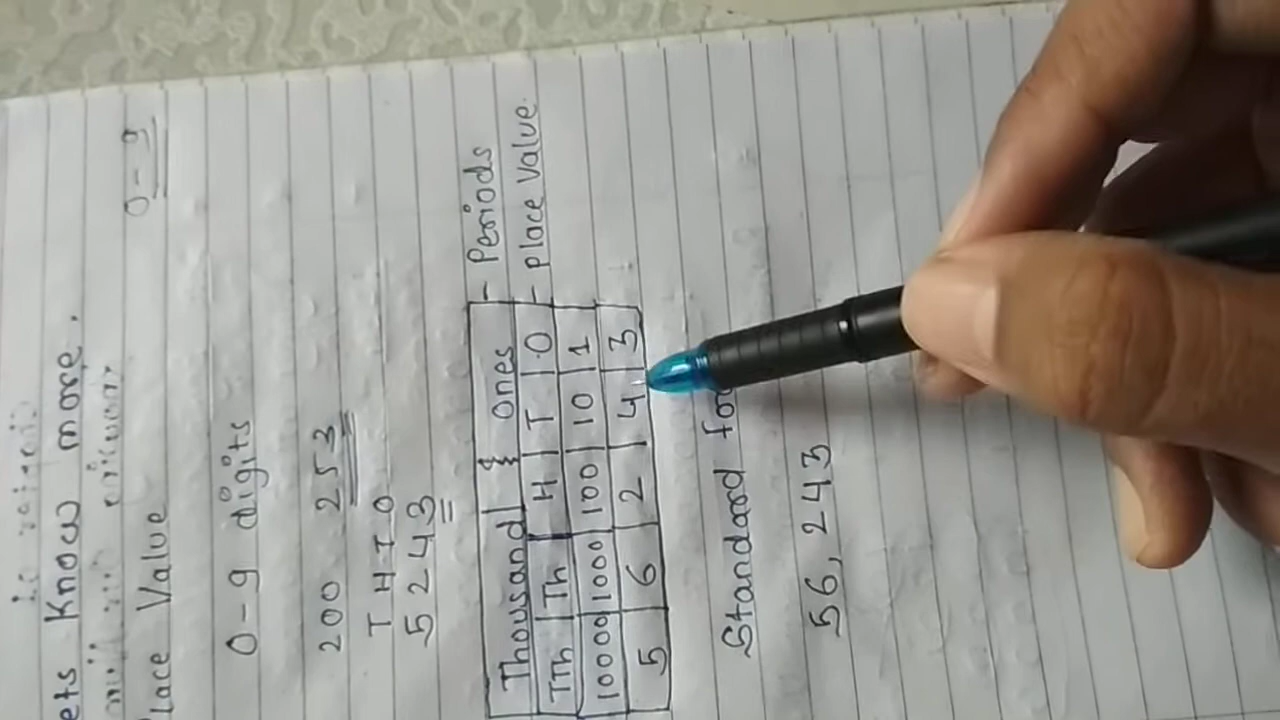 ets Know more.
lace Value 0-9
0-9 digits
200 253
T H T O
5 2 4 3
Thousand Ones - Periods
TTh Th H T O - place Value.
10000 1000 100 10 1
5 6 2 4 3
Standard fo
56, 243